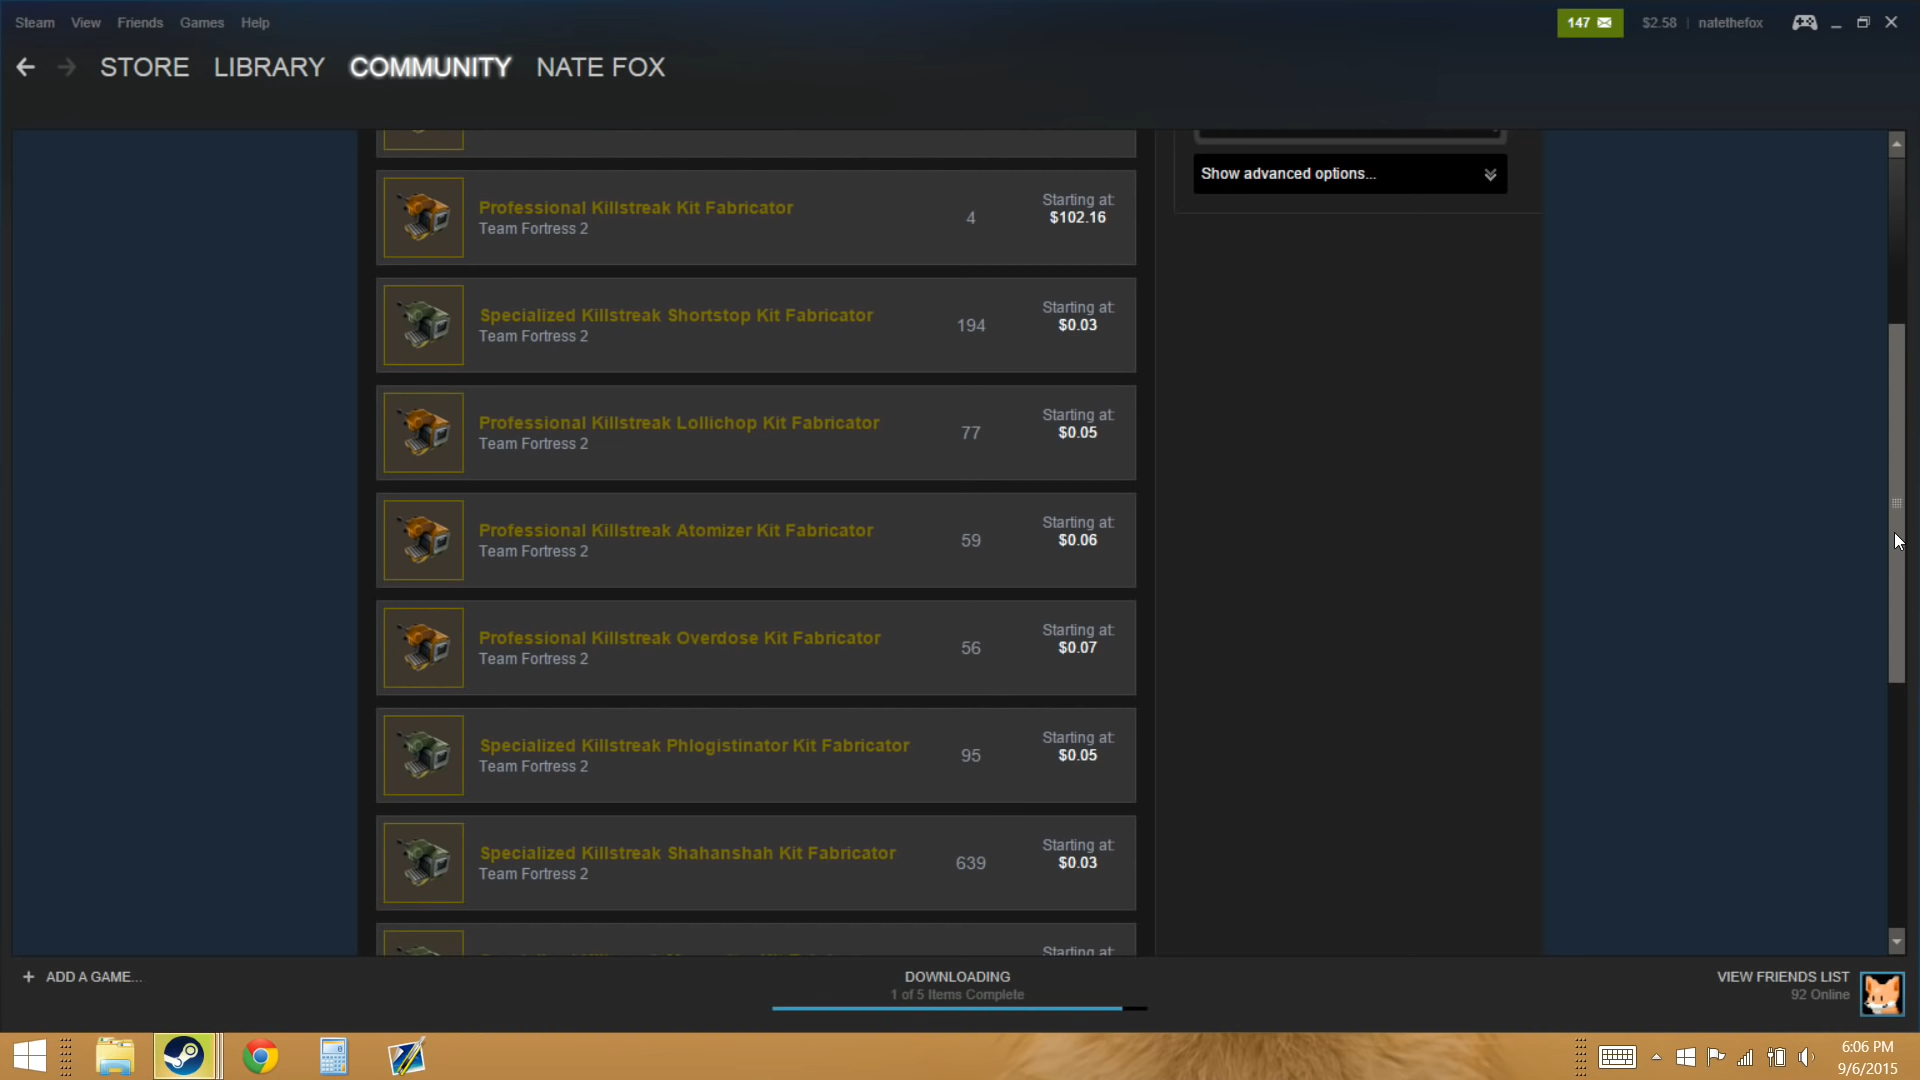 Steam View Friends Games Help
147 $2.58 | natethefox
STORE LIBRARY COMMUNITY NATE FOX
Show advanced options...
Professional Killstreak Kit Fabricator
Team Fortress 2
4
Starting at:
$102.16
Specialized Killstreak Shortstop Kit Fabricator
Team Fortress 2
194
Starting at:
$0.03
Professional Killstreak Lollichop Kit Fabricator
Team Fortress 2
77
Starting at:
$0.05
Professional Killstreak Atomizer Kit Fabricator
Team Fortress 2
59
Starting at:
$0.06
Professional Killstreak Overdose Kit Fabricator
Team Fortress 2
56
Starting at:
$0.07
Specialized Killstreak Phlogistinator Kit Fabricator
Team Fortress 2
95
Starting at:
$0.05
Specialized Killstreak Shahanshah Kit Fabricator
Team Fortress 2
639
Starting at:
$0.03
Starting at:
+ ADD A GAME...
DOWNLOADING
1 of 5 Items Complete
VIEW FRIENDS LIST
92 Online
6:06 PM
9/6/2015